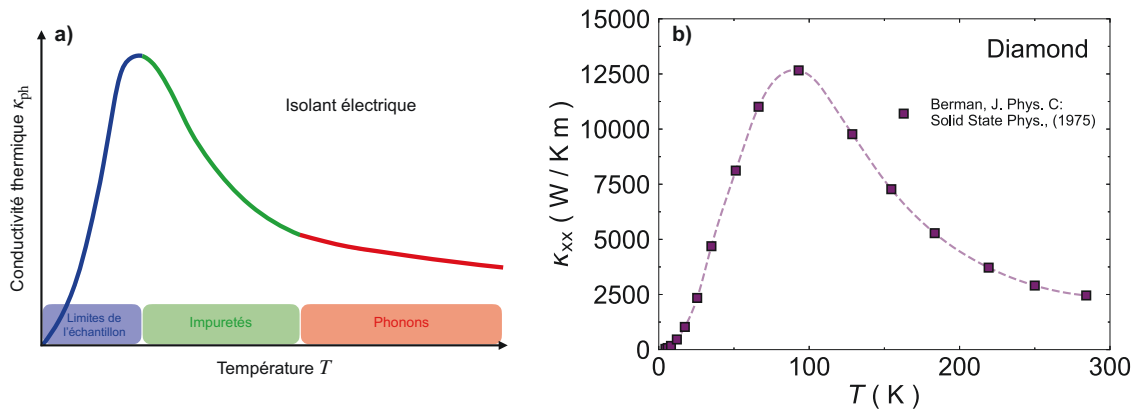 a)
Conductivité thermique κph
Isolant électrique
Limites de
l'échantillon
Impuretés
Phonons
Température T
b)
Diamond
Berman, J. Phys. C:
Solid State Phys., (1975)
κxx ( W / K m )
15000
12500
10000
7500
5000
2500
0
0
100
200
300
T ( K )